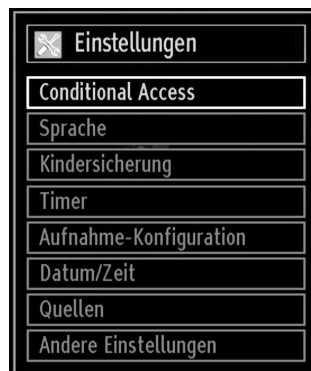 Einstellungen
Conditional Access
Sprache
Kindersicherung
Timer
Aufnahme-Konfiguration
Datum/Zeit
Quellen
Andere Einstellungen